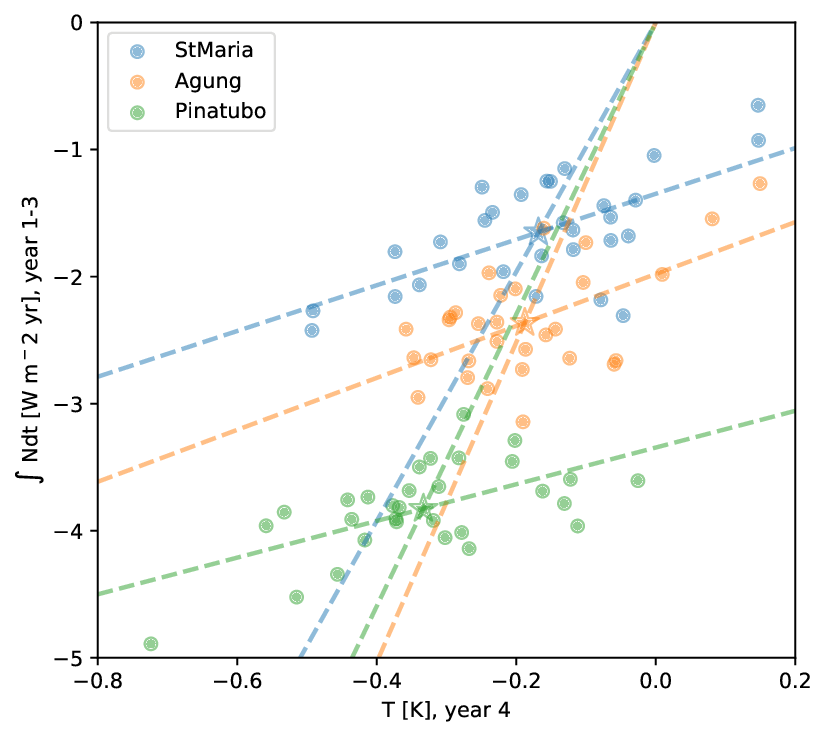 StMaria
Agung
Pinatubo
0
−1
−2
−3
−4
−5
∫ Ndt [W m−2 yr], year 1-3
−0.8 −0.6 −0.4 −0.2 0.0 0.2
T [K], year 4